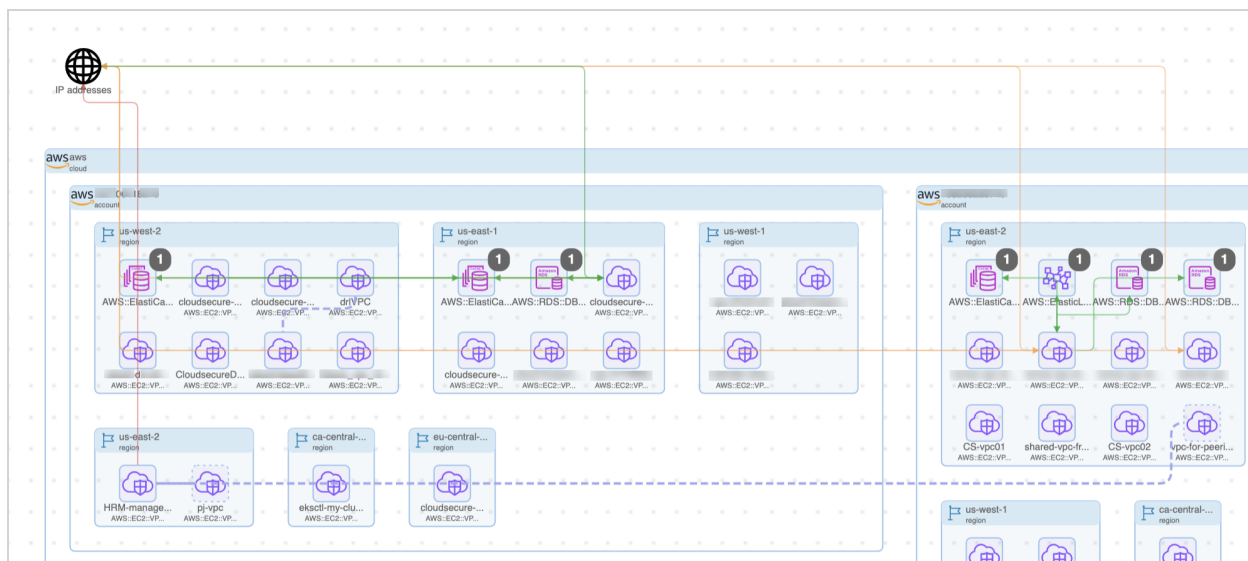 IP addresses
aws aws
cloud
aws
account
aws
account
us-west-2
region
us-east-1
region
us-west-1
region
us-east-2
region
1
1
1
1
1
1
1
AWS::ElastiCa...
cloudsecure-...
AWS::EC2::VP...
cloudsecure-...
AWS::EC2::VP...
drIVPC
AWS::EC2::VP...
AWS::ElastiCa...
Amazon
RDS
AWS::RDS::DB...
cloudsecure-...
AWS::EC2::VP...
AWS::EC2::VP...
AWS::EC2::VP...
AWS::ElastiCa...
AWS::ElasticL...
Amazon
RDS
AWS::RDS::DB...
Amazon
RDS
AWS::RDS::DB...
AWS::EC2::VP...
CloudsecureD...
AWS::EC2::VP...
AWS::EC2::VP...
AWS::EC2::VP...
cloudsecure-...
AWS::EC2::VP...
AWS::EC2::VP...
AWS::EC2::VP...
AWS::EC2::VP...
AWS::EC2::VP...
AWS::EC2::VP...
AWS::EC2::VP...
AWS::EC2::VP...
us-east-2
region
ca-central-...
region
eu-central-...
region
HRM-manage...
AWS::EC2::VP...
pj-vpc
AWS::EC2::VP...
eksctl-my-clu...
AWS::EC2::VP...
cloudsecure-...
AWS::EC2::VP...
CS-vpc01
AWS::EC2::VP...
shared-vpc-fr...
AWS::EC2::VP...
CS-vpc02
AWS::EC2::VP...
vpc-for-peeri...
AWS::EC2::VP...
us-west-1
region
ca-central-...
region